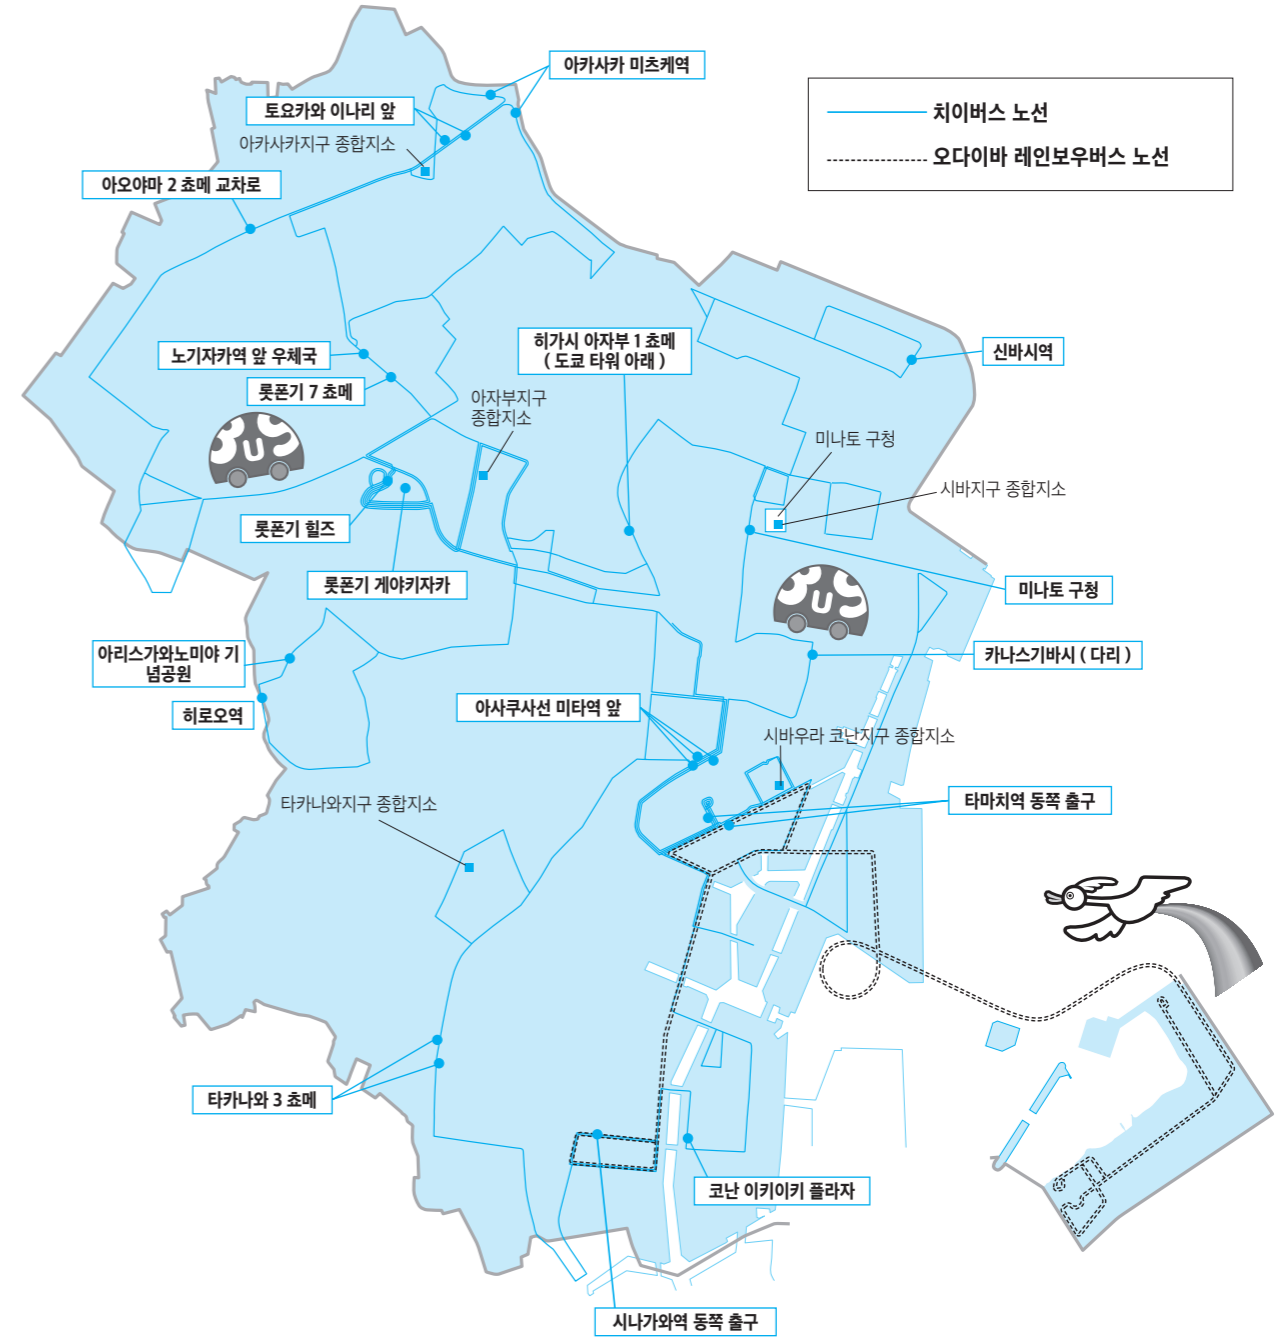 아카사카 미츠케역
토요카와 이나리 앞
아카사카지구 종합지소
아오야마 2 쵸메 교차로
치이버스 노선
오다이바 레인보우버스 노선
노기자카역 앞 우체국
롯폰기 7 쵸메
히가시 아자부 1 쵸메
( 도쿄 타워 아래 )
신바시역
아자부지구
종합지소
BUS
미나토 구청
시바지구 종합지소
롯폰기 힐즈
롯폰기 게야키자카
BUS
미나토 구청
아리스가와노미야 기
념공원
카나스기바시 ( 다리 )
히로오역
아사쿠사선 미타역 앞
시바우라 코난지구 종합지소
타카나와지구 종합지소
타마치역 동쪽 출구
타카나와 3 쵸메
코난 이키이키 플라자
시나가와역 동쪽 출구